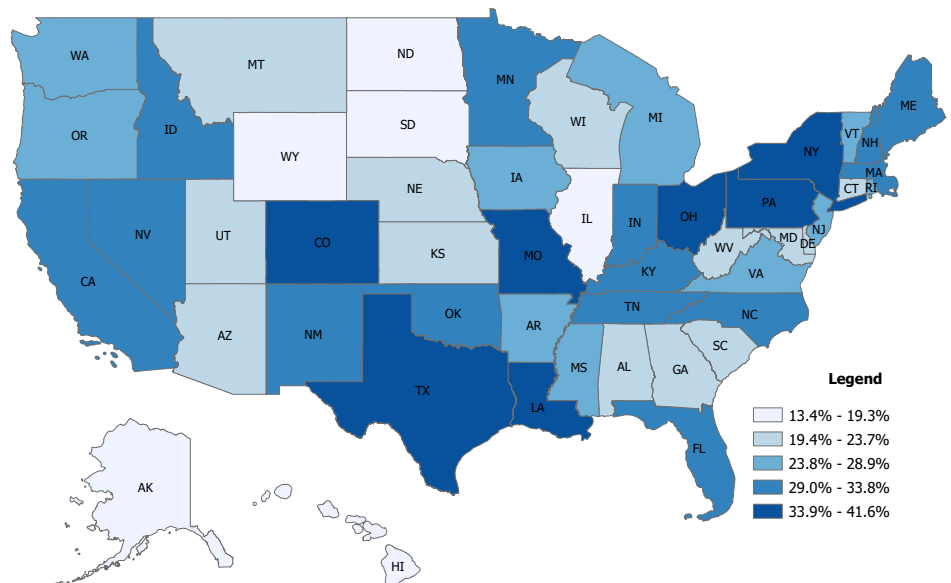 WA
MT
ND
MN
ME
OR
ID
SD
WI
MI
VT
NH
NY
WY
MA
IA
CT
RI
NE
PA
NV
UT
CO
IL
IN
OH
NJ
MD
DE
WV
KS
MO
KY
VA
CA
AZ
NM
OK
AR
TN
NC
SC
MS
AL
GA
TX
LA
FL
AK
HI
Legend
13.4% - 19.3%
19.4% - 23.7%
23.8% - 28.9%
29.0% - 33.8%
33.9% - 41.6%